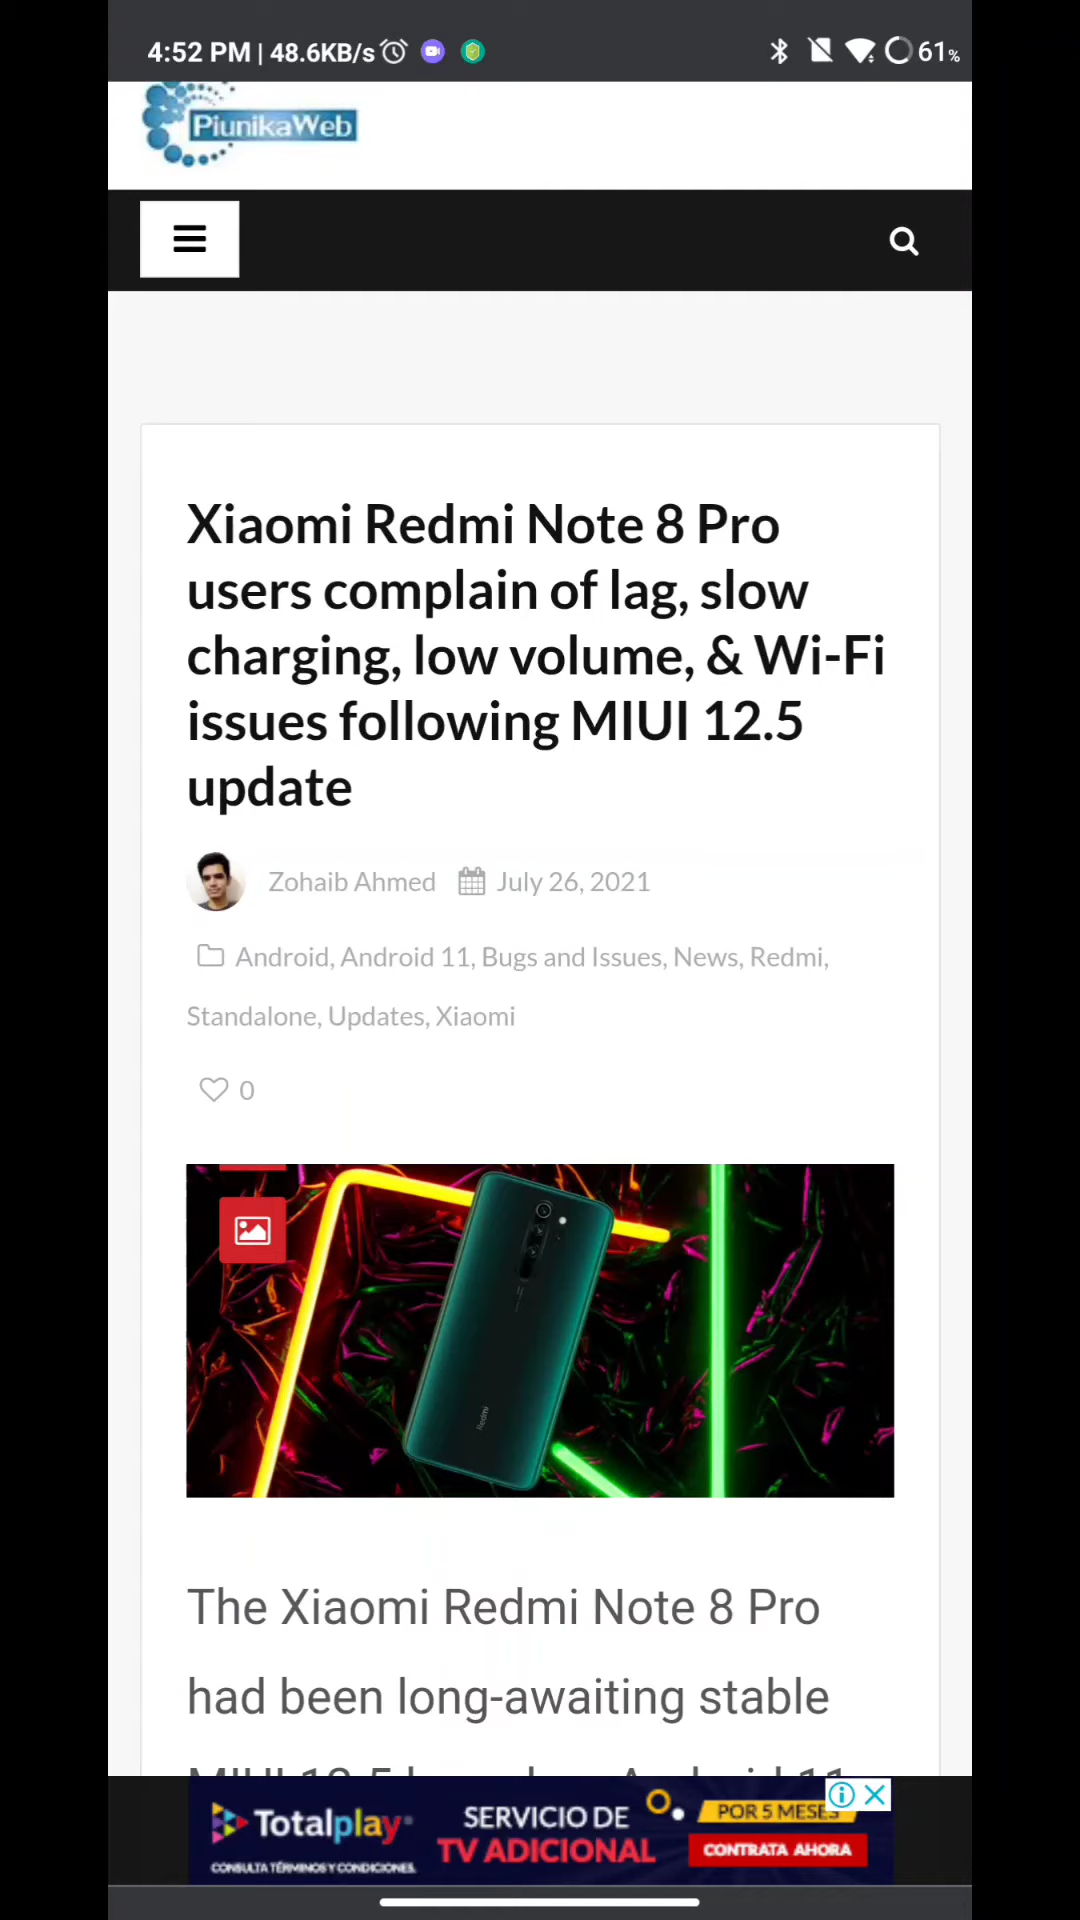 4:52 PM | 48.6KB/s
61%
PiunikaWeb
Xiaomi Redmi Note 8 Pro
users complain of lag, slow
charging, low volume, & Wi-Fi
issues following MIUI 12.5
update
Zohaib Ahmed July 26, 2021
Android, Android 11, Bugs and Issues, News, Redmi,
Standalone, Updates, Xiaomi
0
Redmi
The Xiaomi Redmi Note 8 Pro
had been long-awaiting stable
Totalplay
CONSULTA TÉRMINOS Y CONDICIONES.
SERVICIO DE
TV ADICIONAL
POR 5 MESES
CONTRATA AHORA